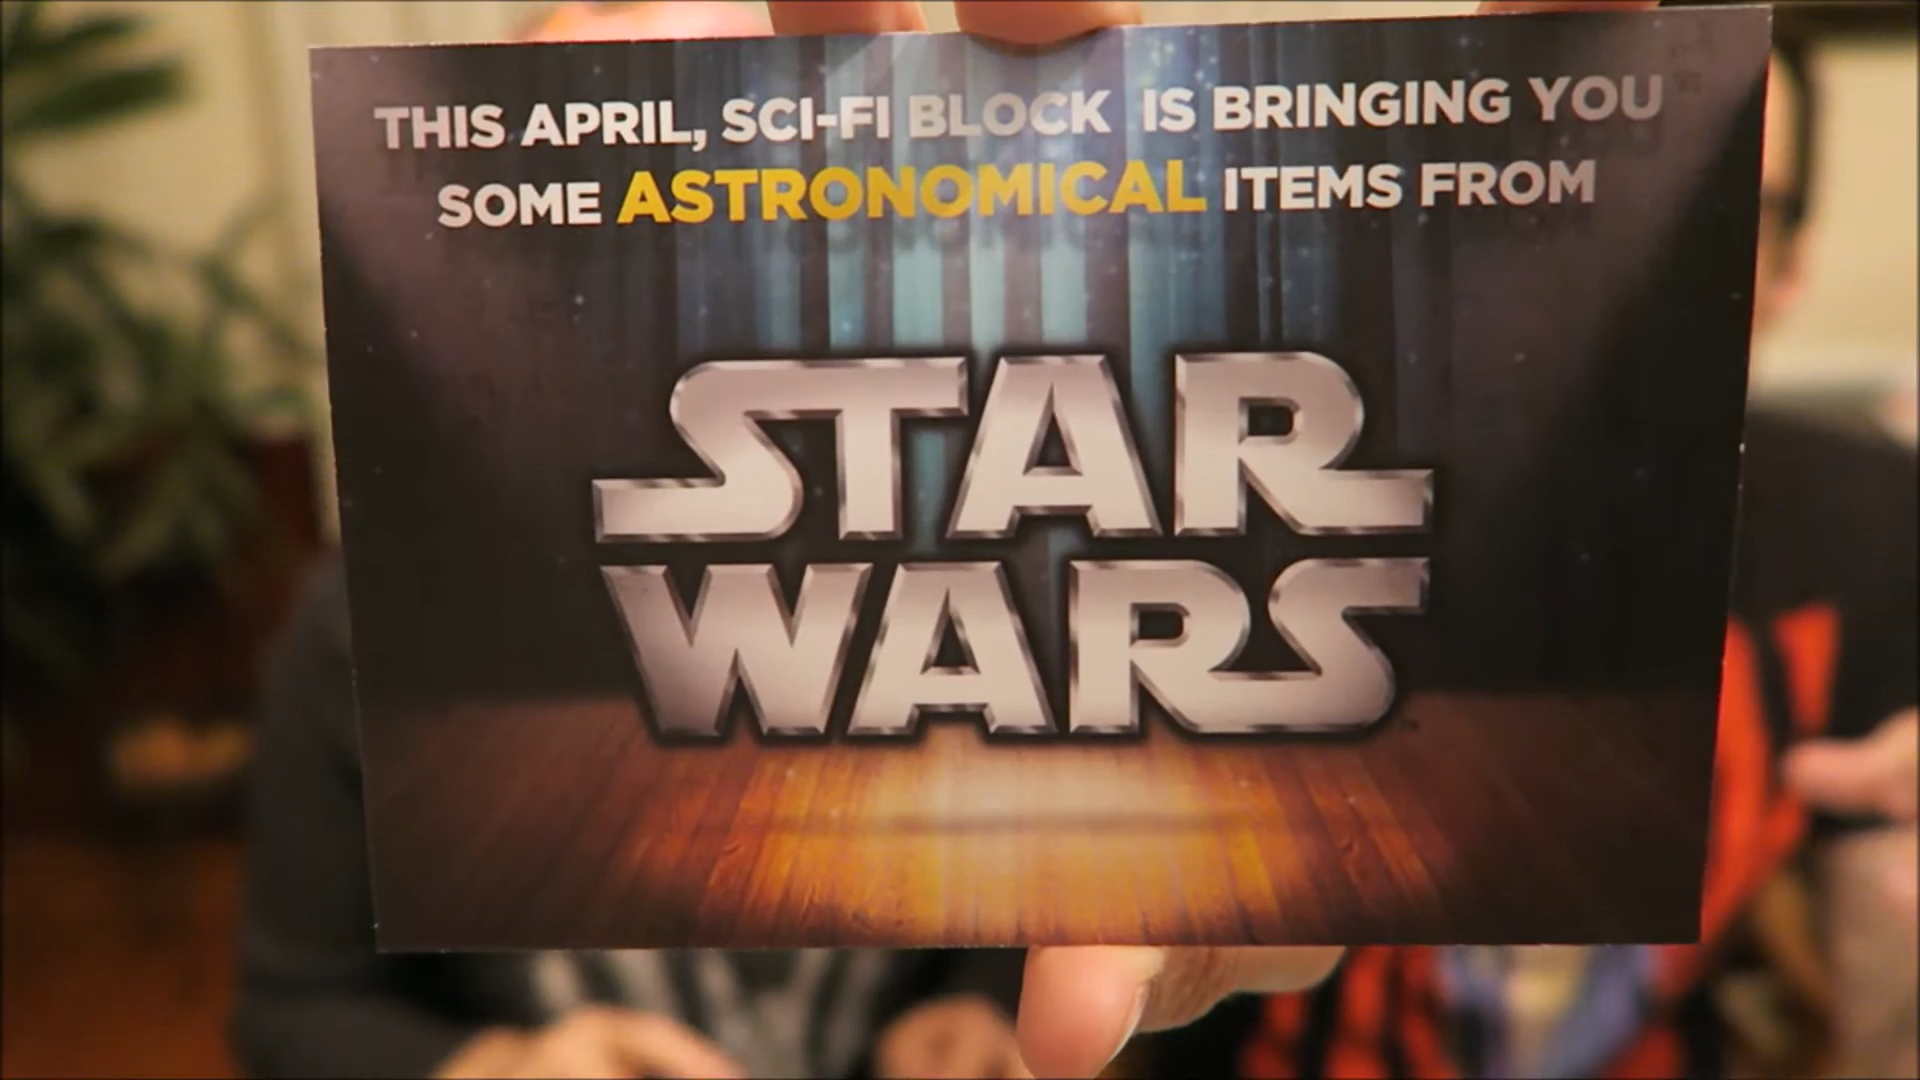 THIS APRIL, SCI-FI BLOCK IS BRINGING YOU
SOME ASTRONOMICAL ITEMS FROM
STAR
WARS